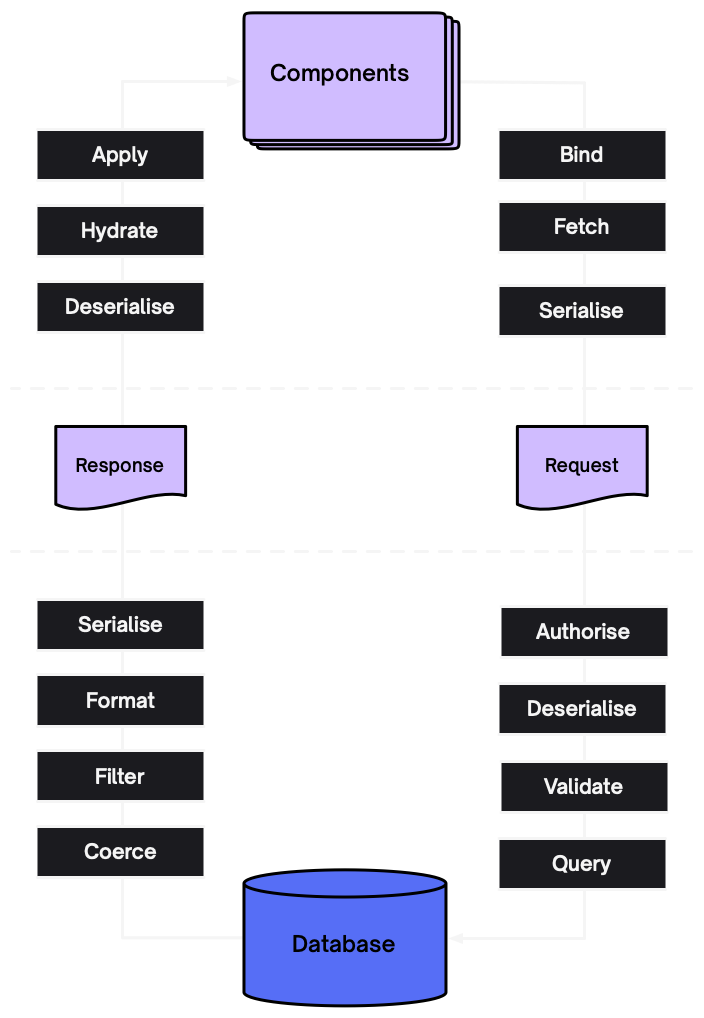 Components
Apply
Bind
Hydrate
Fetch
Deserialise
Serialise
Response
Request
Serialise
Authorise
Format
Deserialise
Filter
Validate
Coerce
Query
Database